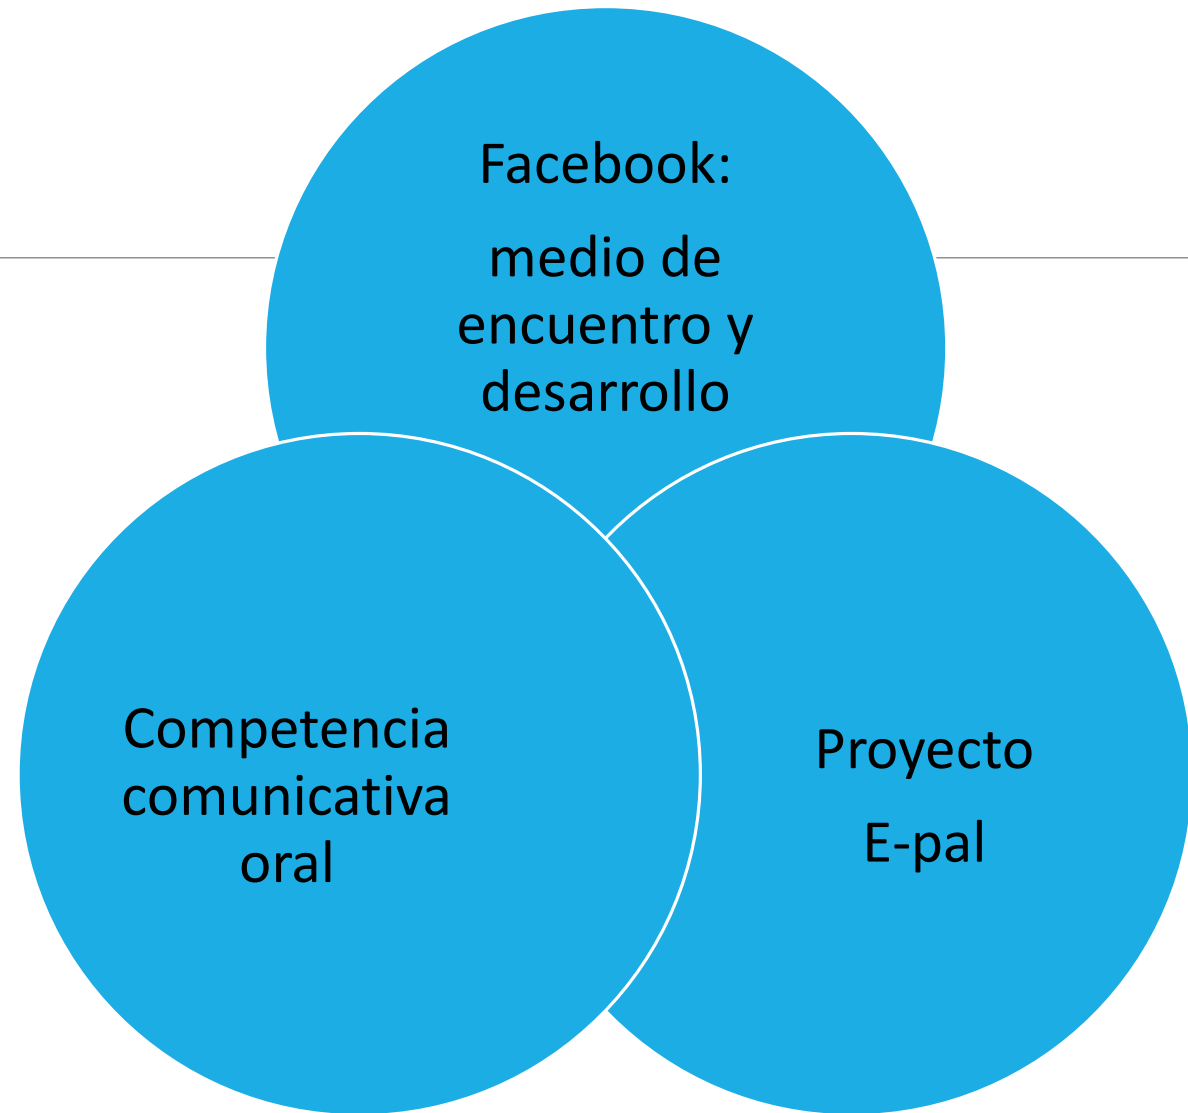 Facebook:
medio de
encuentro y
desarrollo
Competencia
comunicativa
oral
Proyecto
E-pal